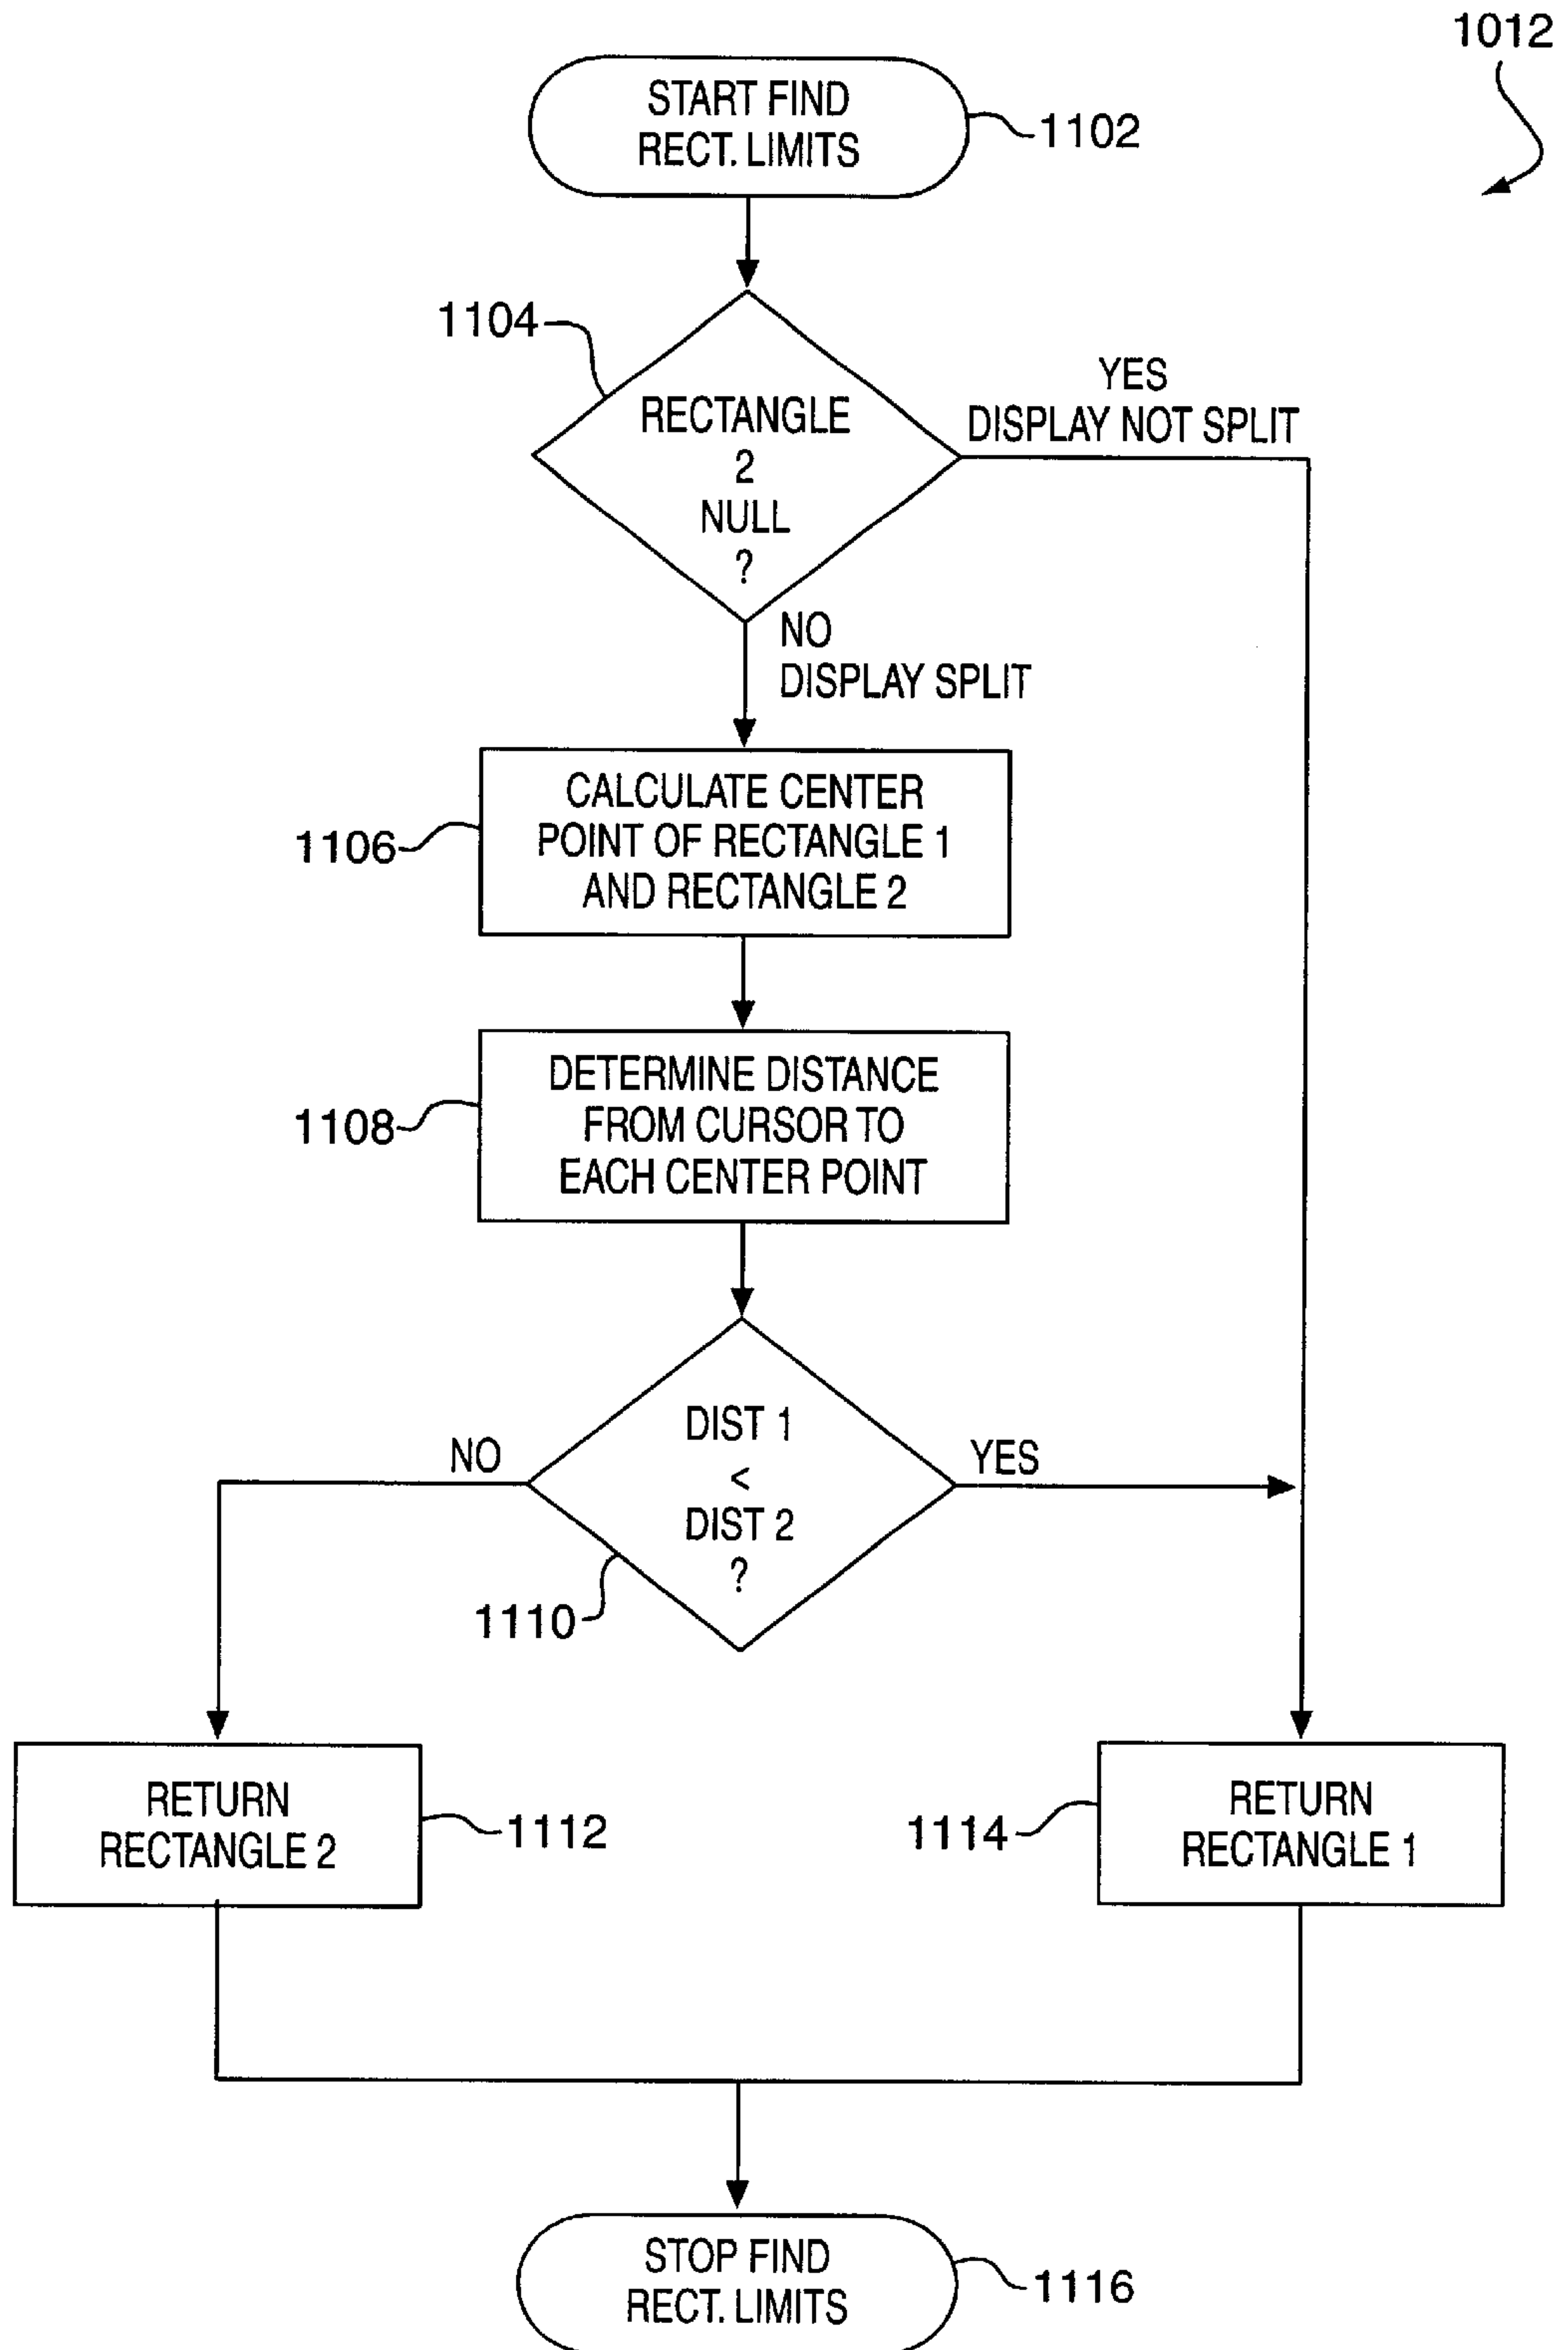 1012
START FIND
RECT. LIMITS
1102
1104
RECTANGLE
2
NULL
?
YES
DISPLAY NOT SPLIT
NO
DISPLAY SPLIT
CALCULATE CENTER
POINT OF RECTANGLE 1
AND RECTANGLE 2
1106
DETERMINE DISTANCE
FROM CURSOR TO
EACH CENTER POINT
1108
DIST 1
<
DIST 2
?
NO
YES
1110
RETURN
RECTANGLE 2
1112
1114
RETURN
RECTANGLE 1
STOP FIND
RECT. LIMITS
1116